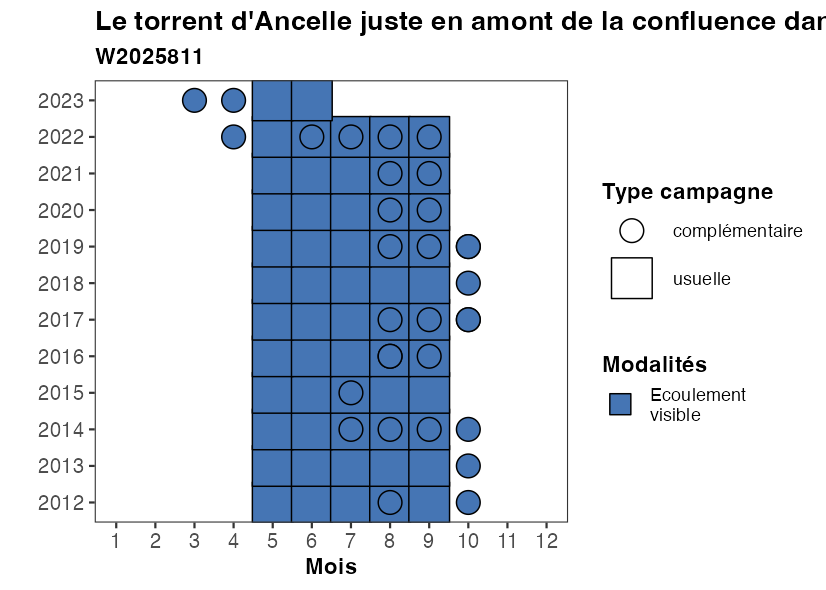 Le torrent d'Ancelle juste en amont de la confluence dan
W2025811
2023
2022
2021
2020
2019
2018
2017
2016
2015
2014
2013
2012
1 2 3 4 5 6 7 8 9 10 11 12
Mois
Type campagne
complémentaire
usuelle
Modalités
Ecoulement
visible